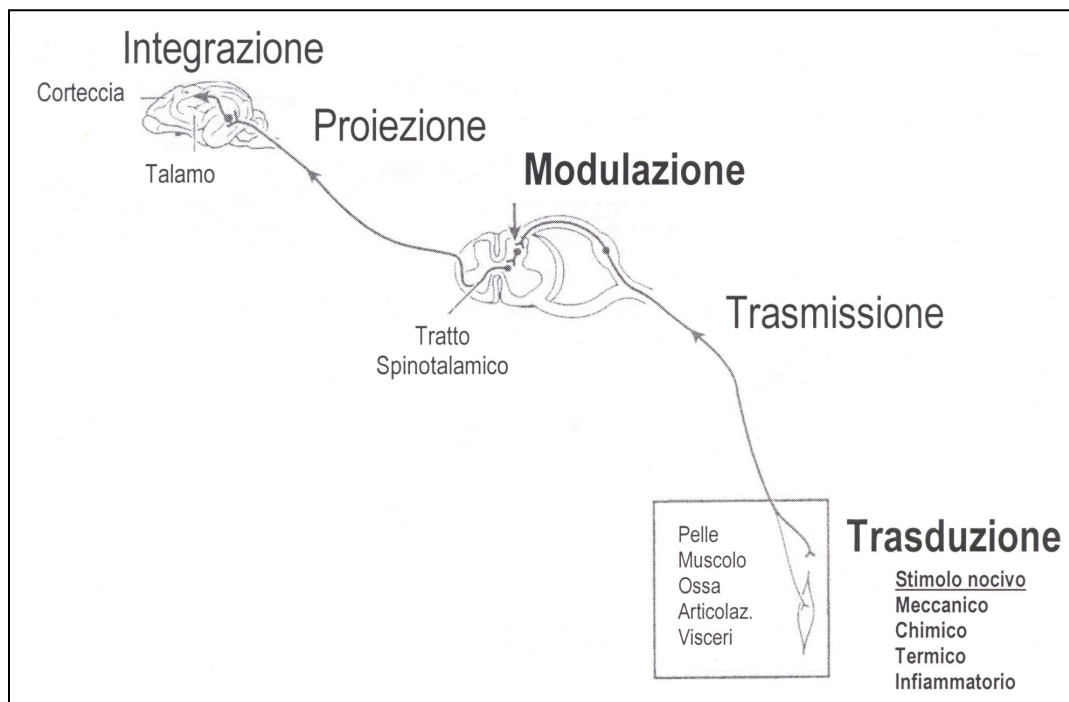 Integrazione
Corteccia
Talamo
Proiezione
Modulazione
Tratto
Spinotalamico
Trasmissione
Pelle
Muscolo
Ossa
Articolaz.
Visceri
Trasduzione
Stimolo nocivo
Meccanico
Chimico
Termico
Infiammatorio